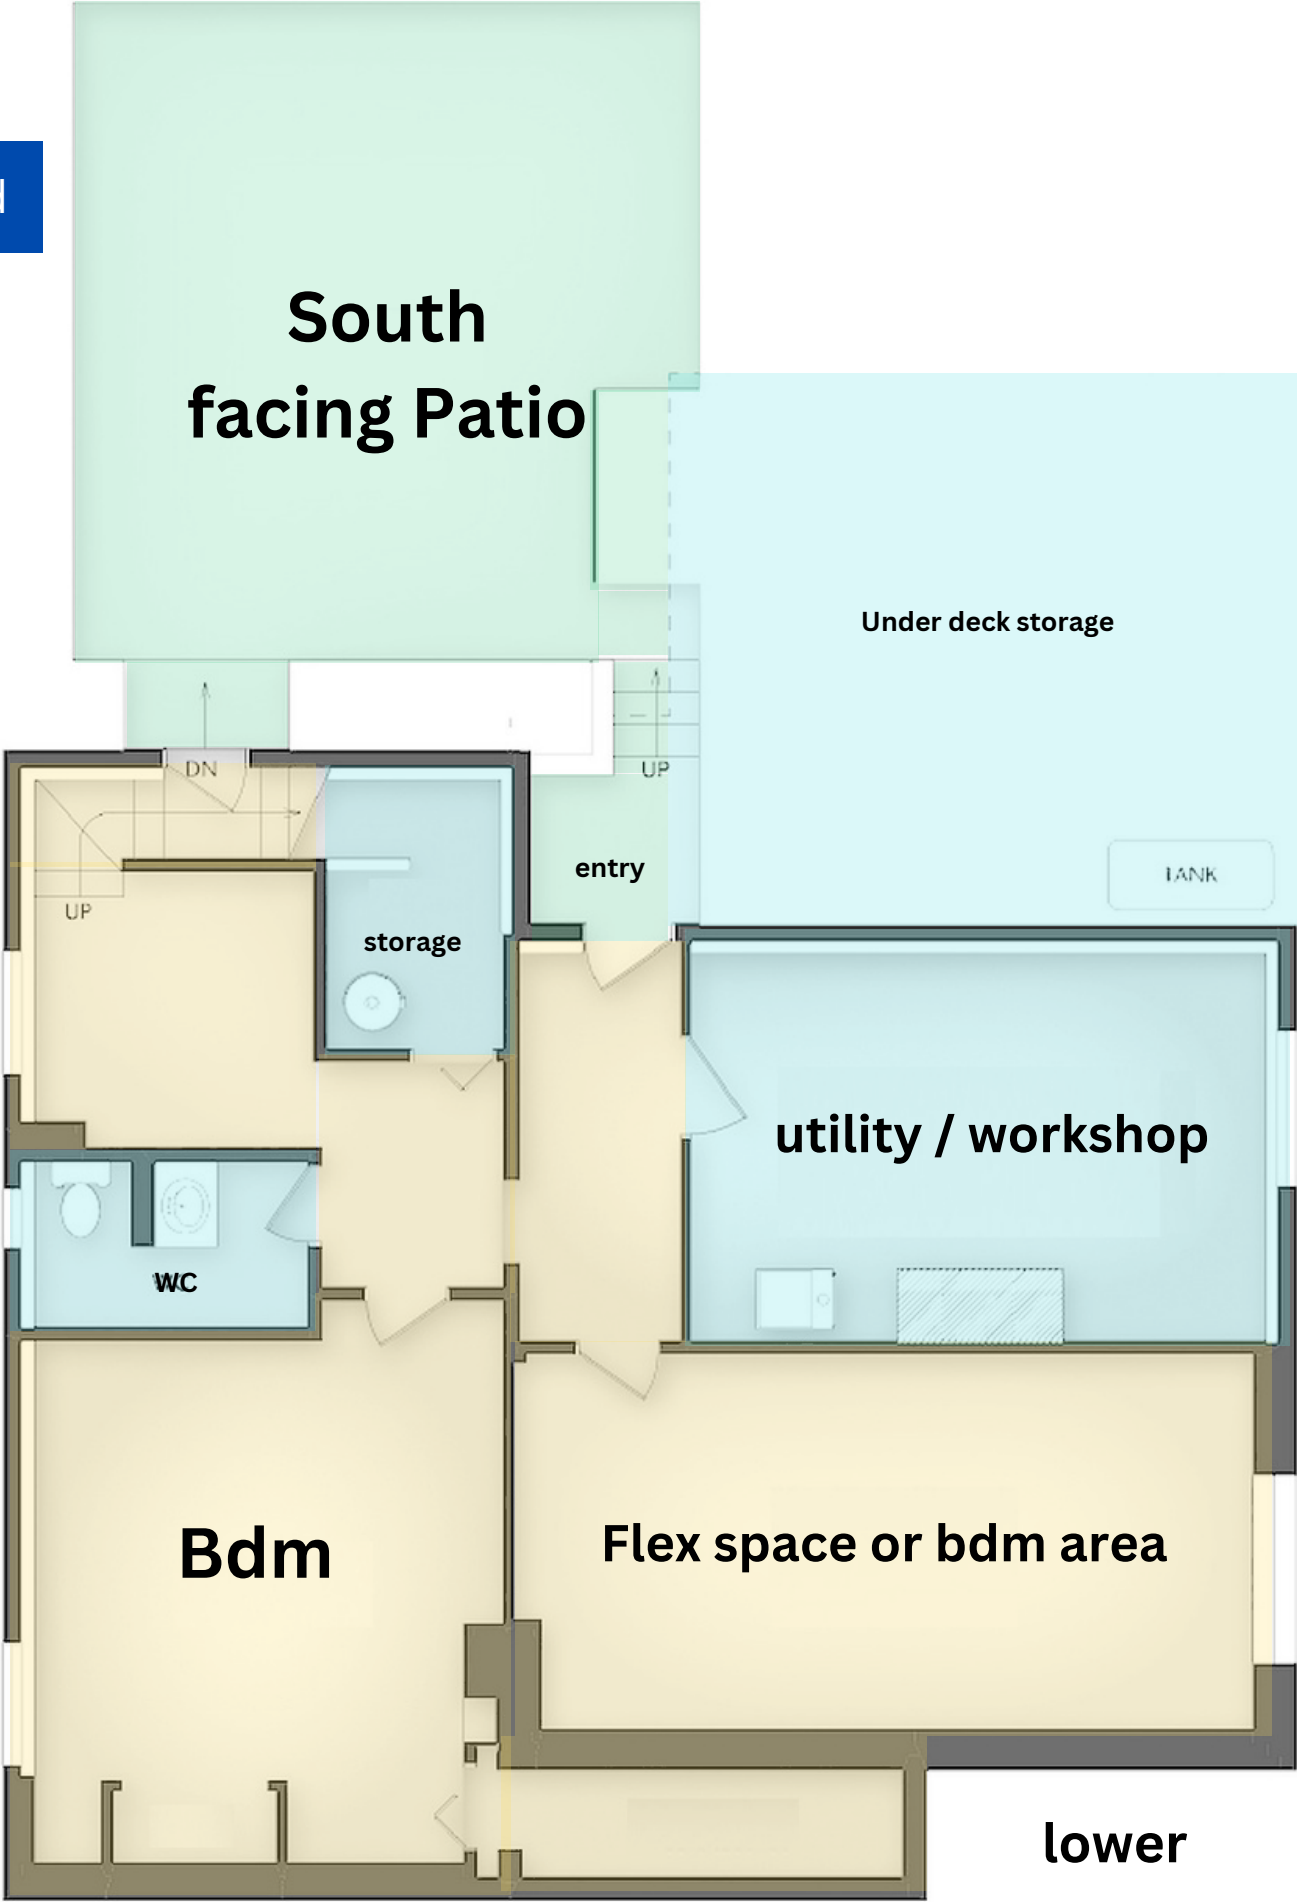 South
facing Patio
Under deck storage
DN
UP
entry
TANK
UP
storage
utility / workshop
WC
Bdm
Flex space or bdm area
lower